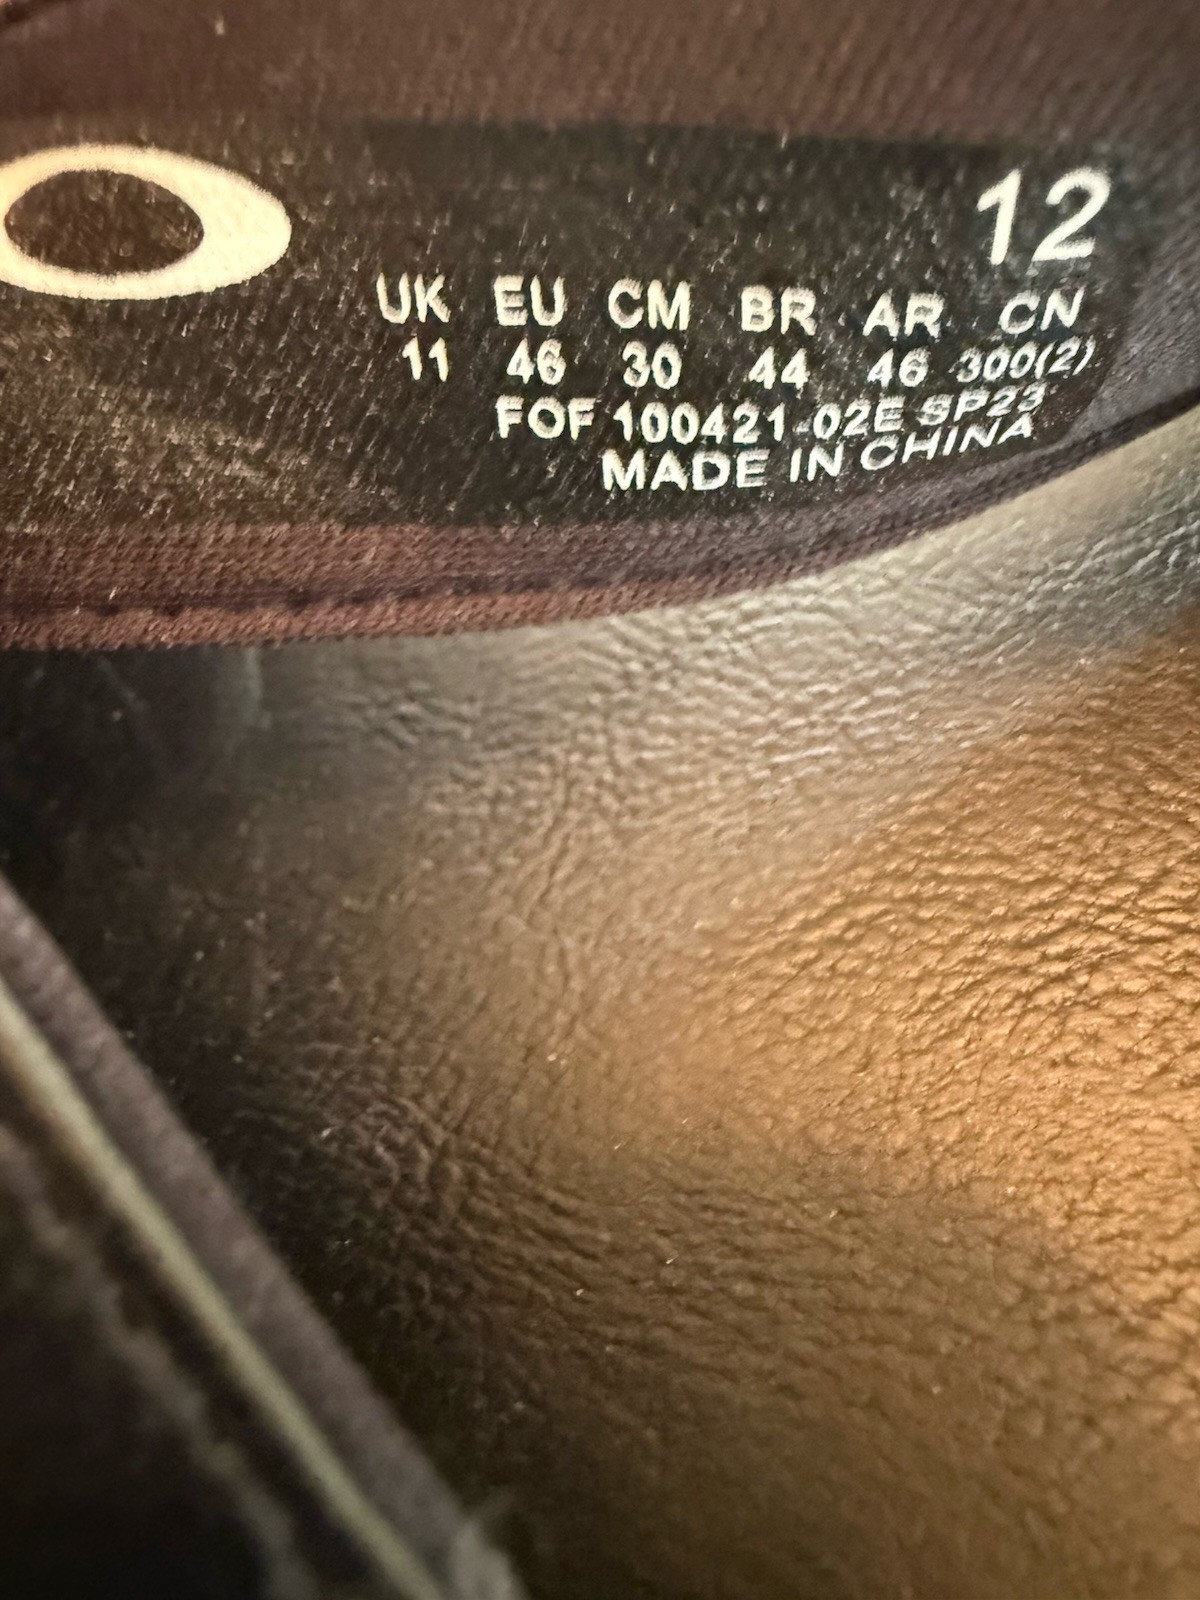 12
UK EU CM BR AR CN
11 46 30 44 46 300(2)
FOF 100421-02E SP23
MADE IN CHINA